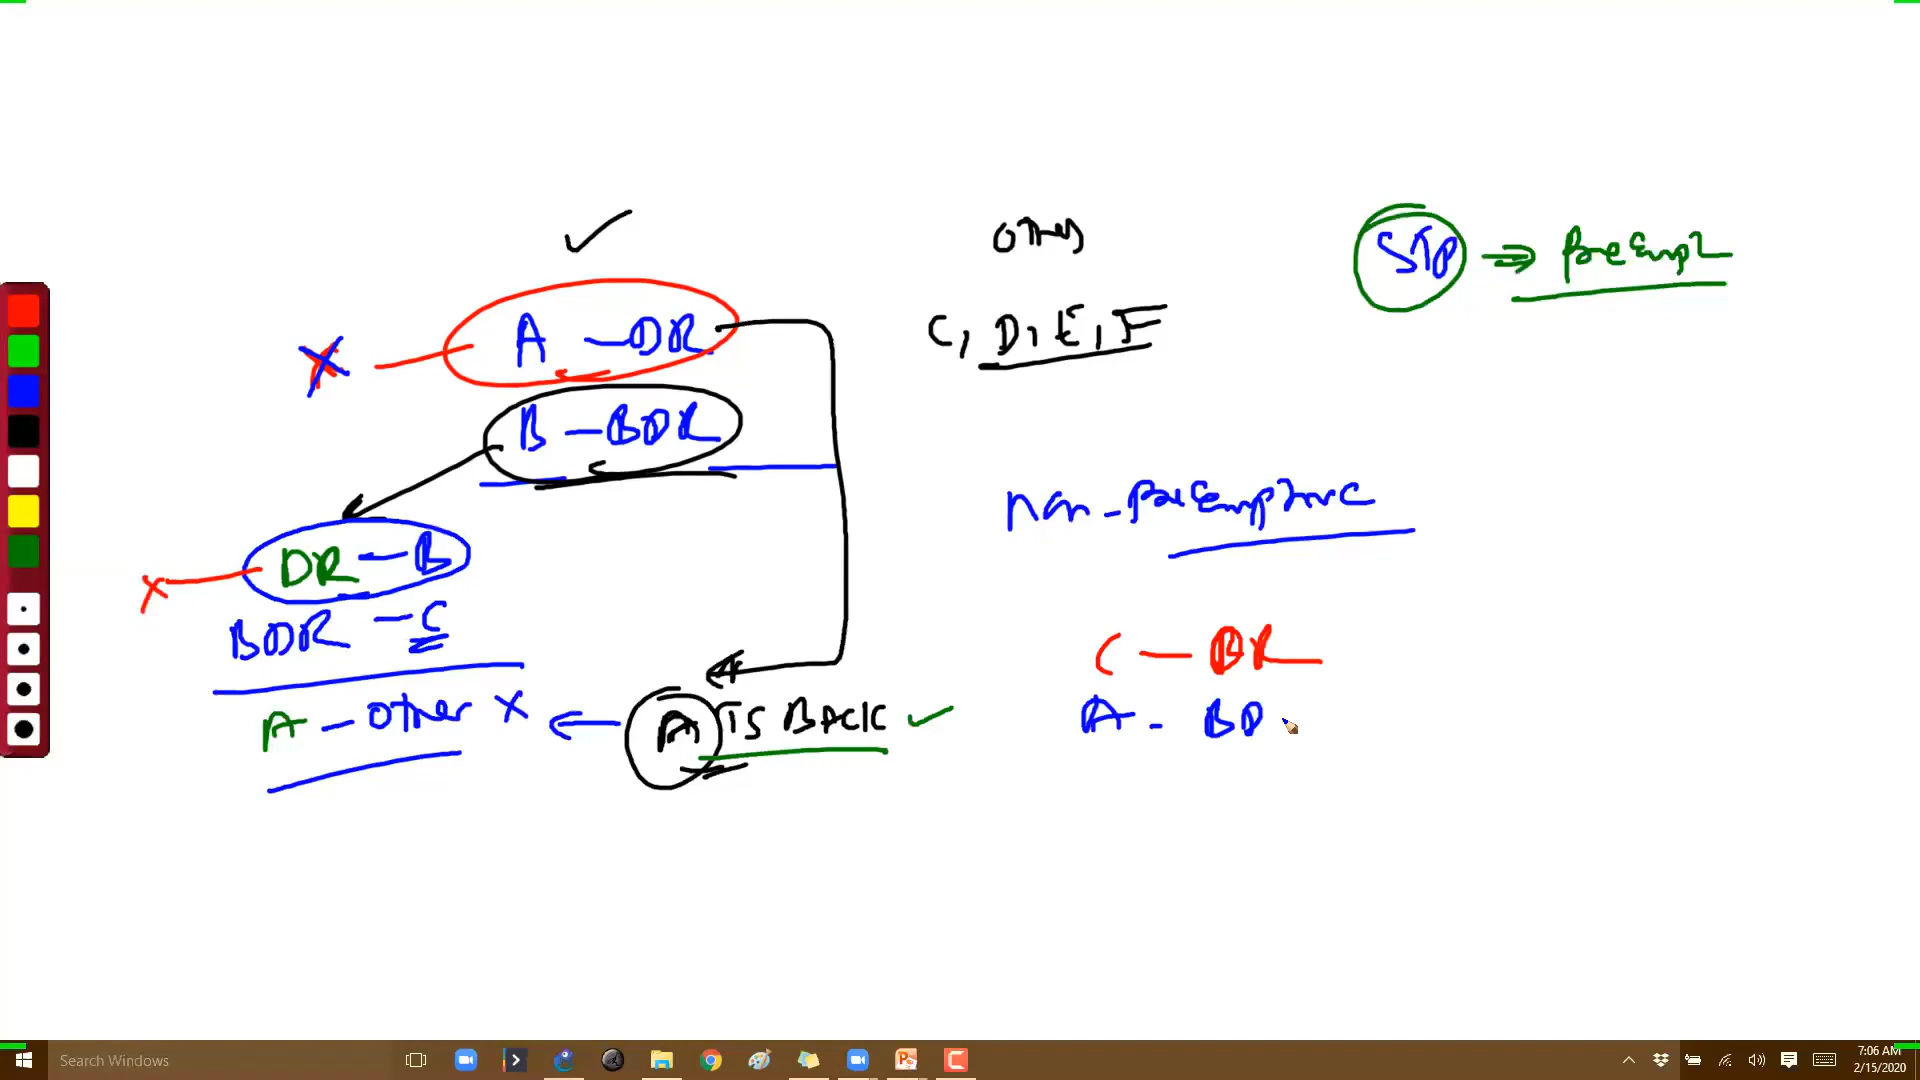 other
STP ⇒ PreEmpt
A - DR
C, D, E, F
B - BDR
non-PreEmptive
DR - B
BDR - C
C - DR
A - other X
A IS BACK ✓
A - BD
Search Windows
7:06 AM
2/15/2020